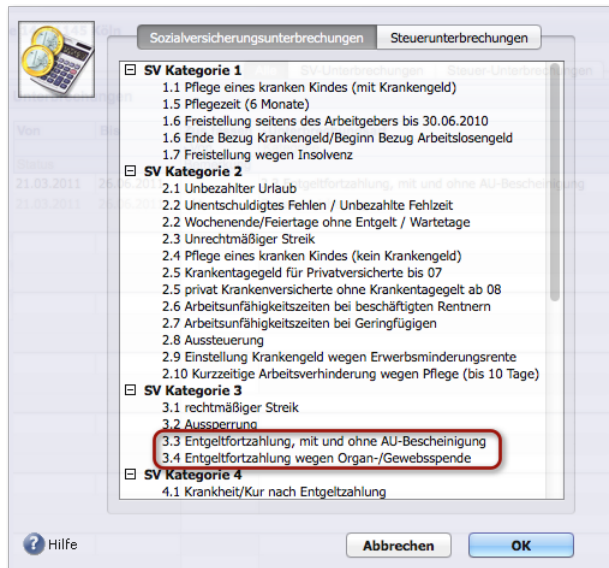 Sozialversicherungsunterbrechungen Steuerunterbrechungen
SV Kategorie 1
1.1 Pflege eines kranken Kindes (mit Krankengeld)
1.5 Pflegezeit (6 Monate)
1.6 Freistellung seitens des Arbeitgebers bis 30.06.2010
1.6 Ende Bezug Krankengeld/Beginn Bezug Arbeitslosengeld
1.7 Freistellung wegen Insolvenz
SV Kategorie 2
2.1 Unbezahlter Urlaub
2.2 Unentschuldigtes Fehlen / Unbezahlte Fehlzeit
2.2 Wochenende/Feiertage ohne Entgelt / Wartetage
2.3 Unrechtmäßiger Streik
2.4 Pflege eines kranken Kindes (kein Krankengeld)
2.5 Krankentagegeld für Privatversicherte bis 07
2.5 privat Krankenversicherte ohne Krankentagegelt ab 08
2.6 Arbeitsunfähigkeitszeiten bei beschäftigten Rentnern
2.7 Arbeitsunfähigkeitszeiten bei Geringfügigen
2.8 Aussteuerung
2.9 Einstellung Krankengeld wegen Erwerbsminderungsrente
2.10 Kurzzeitige Arbeitsverhinderung wegen Pflege (bis 10 Tage)
SV Kategorie 3
3.1 rechtmäßiger Streik
3.2 Aussperrung
3.3 Entgeltfortzahlung, mit und ohne AU-Bescheinigung
3.4 Entgeltfortzahlung wegen Organ-/Gewebsspende
SV Kategorie 4
4.1 Krankheit/Kur nach Entgeltzahlung
Hilfe Abbrechen OK
Von
Status
21.03.2011
21.03.2011